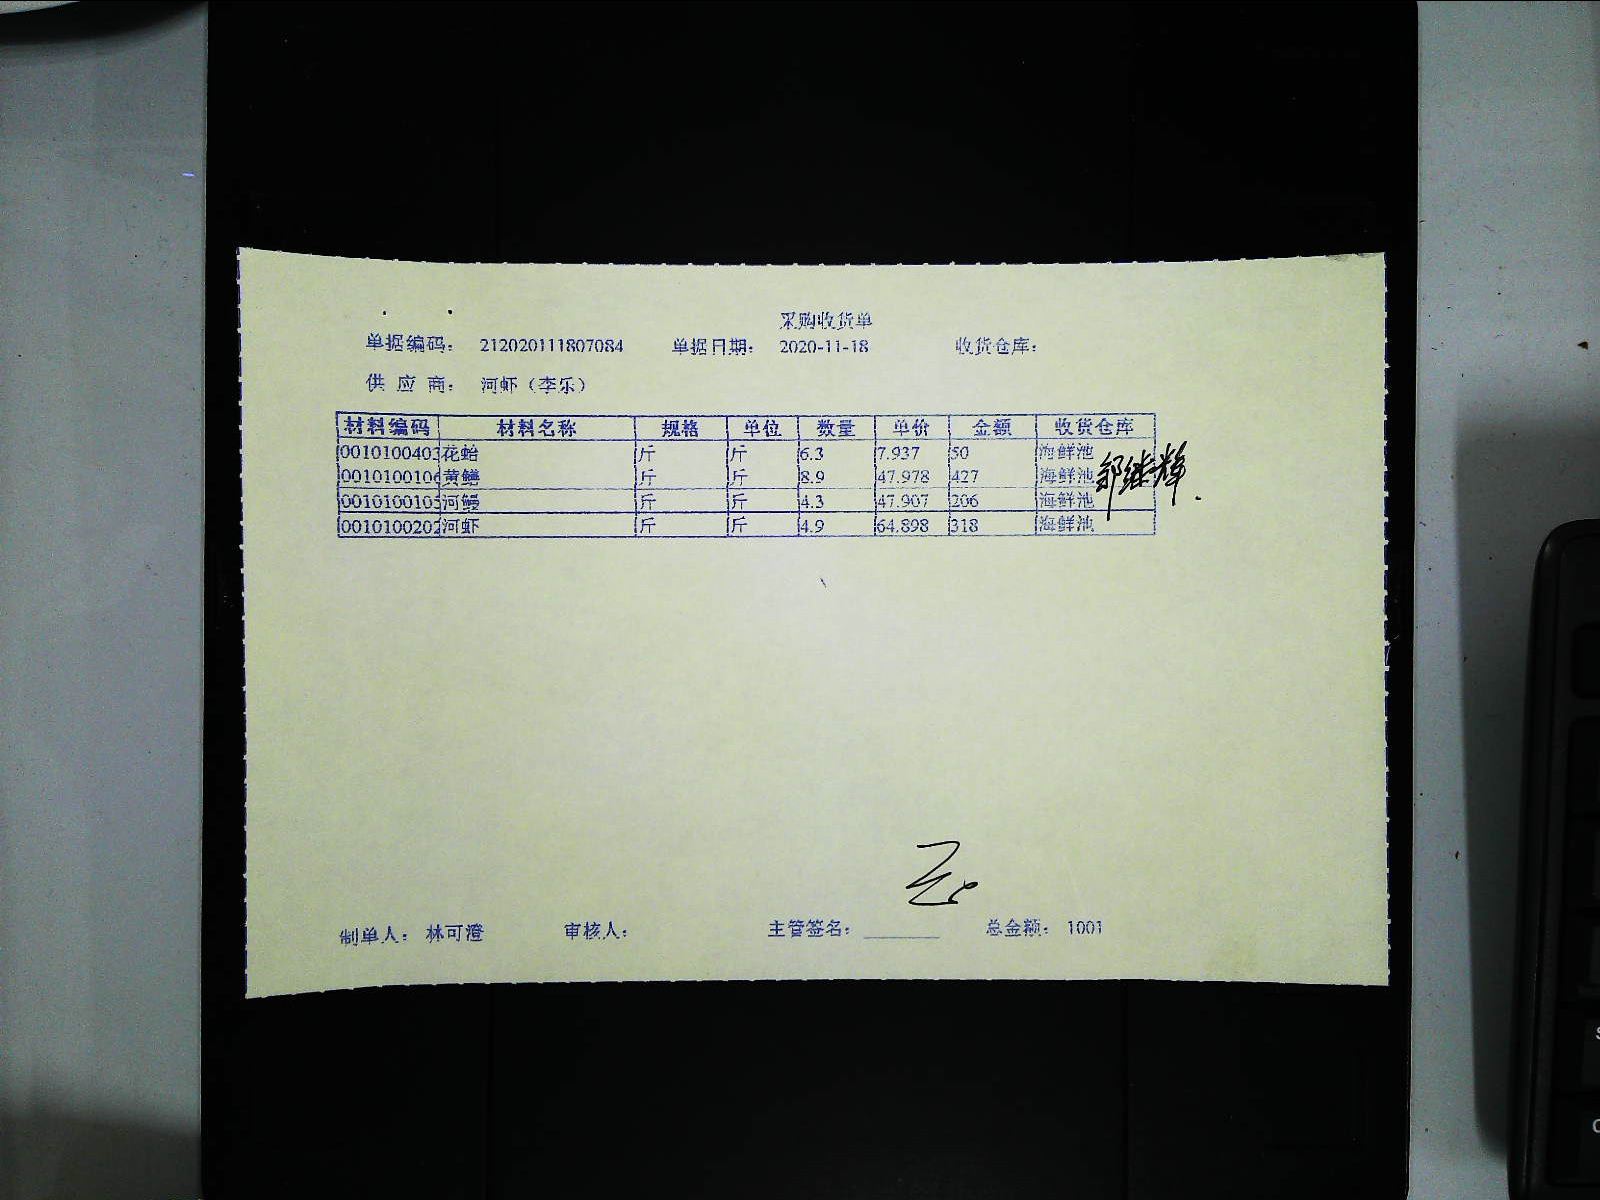 采购收货单
单据编码： 212020111807084 单据日期： 2020-11-18 收货仓库：
供 应 商： 河虾（李乐）
材料编码 材料名称 规格 单位 数量 单价 金额 收货仓库
0010100403 花蛤 斤 斤 6.3 7.937 50 海鲜池
0010100106 黄鳝 斤 斤 8.9 47.978 427 海鲜池
0010100105 河鳗 斤 斤 4.3 47.907 206 海鲜池
0010100202 河虾 斤 斤 4.9 64.898 318 海鲜池
制单人： 林可澄 审核人： 主管签名： 总金额： 1001